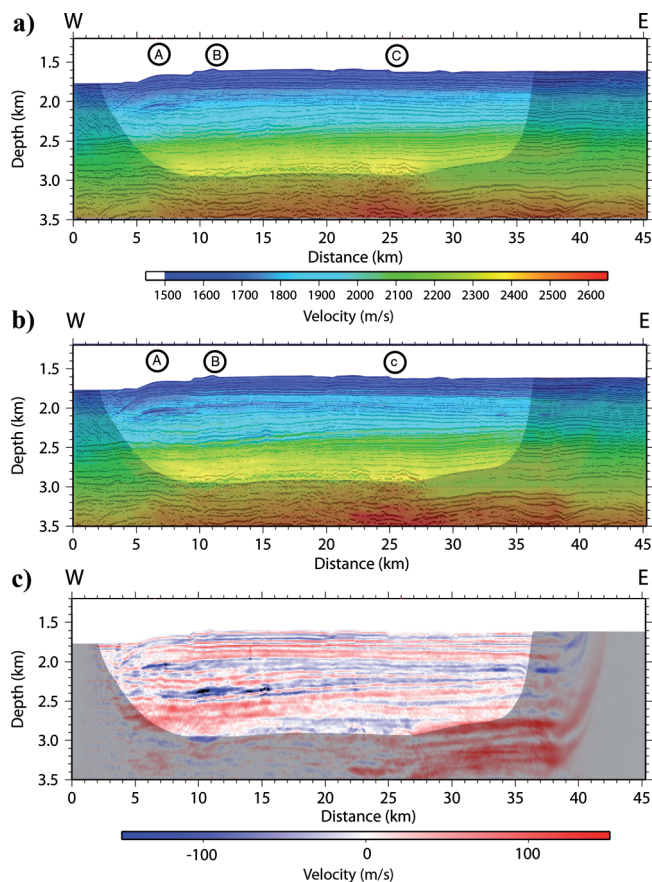 a) W E
A B C
1.5
2.0
2.5
3.0
3.5
Depth (km)
0 5 10 15 20 25 30 35 40 45
Distance (km)
1500 1600 1700 1800 1900 2000 2100 2200 2300 2400 2500 2600
Velocity (m/s)
b) W E
A B c
1.5
2.0
2.5
3.0
3.5
Depth (km)
0 5 10 15 20 25 30 35 40 45
Distance (km)
c) W E
1.5
2.0
2.5
3.0
3.5
Depth (km)
0 5 10 15 20 25 30 35 40 45
Distance (km)
-100 0 100
Velocity (m/s)